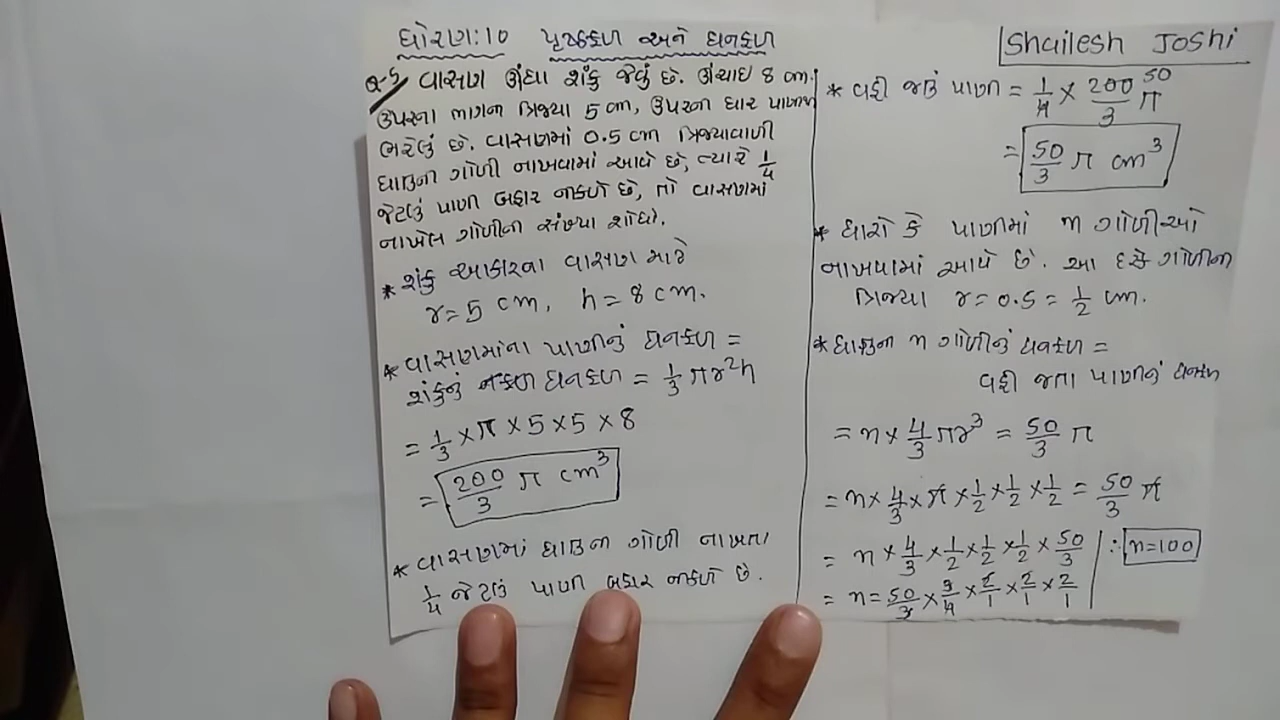 ધોરણ:10 પૃષ્ઠફળ અને ઘનફળ
Shailesh Joshi
Q-5 વાસણ ઊંધા શંકુ જેવું છે. ઊંચાઇ 8 cm.
ઉપરના ભાગના ત્રિજ્યા 5 cm, ઉપરની ધાર પાણીથી
ભરેલું છે. વાસણમાં 0.5 cm ત્રિજ્યાવાળી
ધાતુની ગોળી નાખવામાં આવે છે, ત્યારે 1/4
જેટલું પાણી બહાર નીકળે છે, તો વાસણમાં
નાખેલ ગોળીની સંખ્યા શોધો.
* શંકુ આકારના વાસણ માટે
r = 5 cm, h = 8 cm.
* વાસણમાંના પાણીનું ઘનફળ =
શંકુનું ઘનફળ = 1/3 πr²h
= 1/3 × π × 5 × 5 × 8
= 200/3 π cm³
* વાસણમાં ધાતુની ગોળી નાખતા
1/4 જેટલું પાણી બહાર નીકળે છે.
* વહી જતું પાણી = 1/4 × 200/3 50 π
= 50/3 π cm³
* ધારો કે પાણીમાં n ગોળીઓ
નાખવામાં આવે છે. આ દરેક ગોળીની
ત્રિજ્યા r = 0.5 = 1/2 cm.
* ધાતુની n ગોળીનું ઘનફળ =
વહી જતા પાણીનું ઘનફળ
= n × 4/3 πr³ = 50/3 π
= n × 4/3 × π × 1/2 × 1/2 × 1/2 = 50/3 π
= n × 4/3 × 1/2 × 1/2 × 1/2 × 50/3
= n = 50/3 × 3/4 × 2/1 × 2/1 × 2/1
∴ n = 100